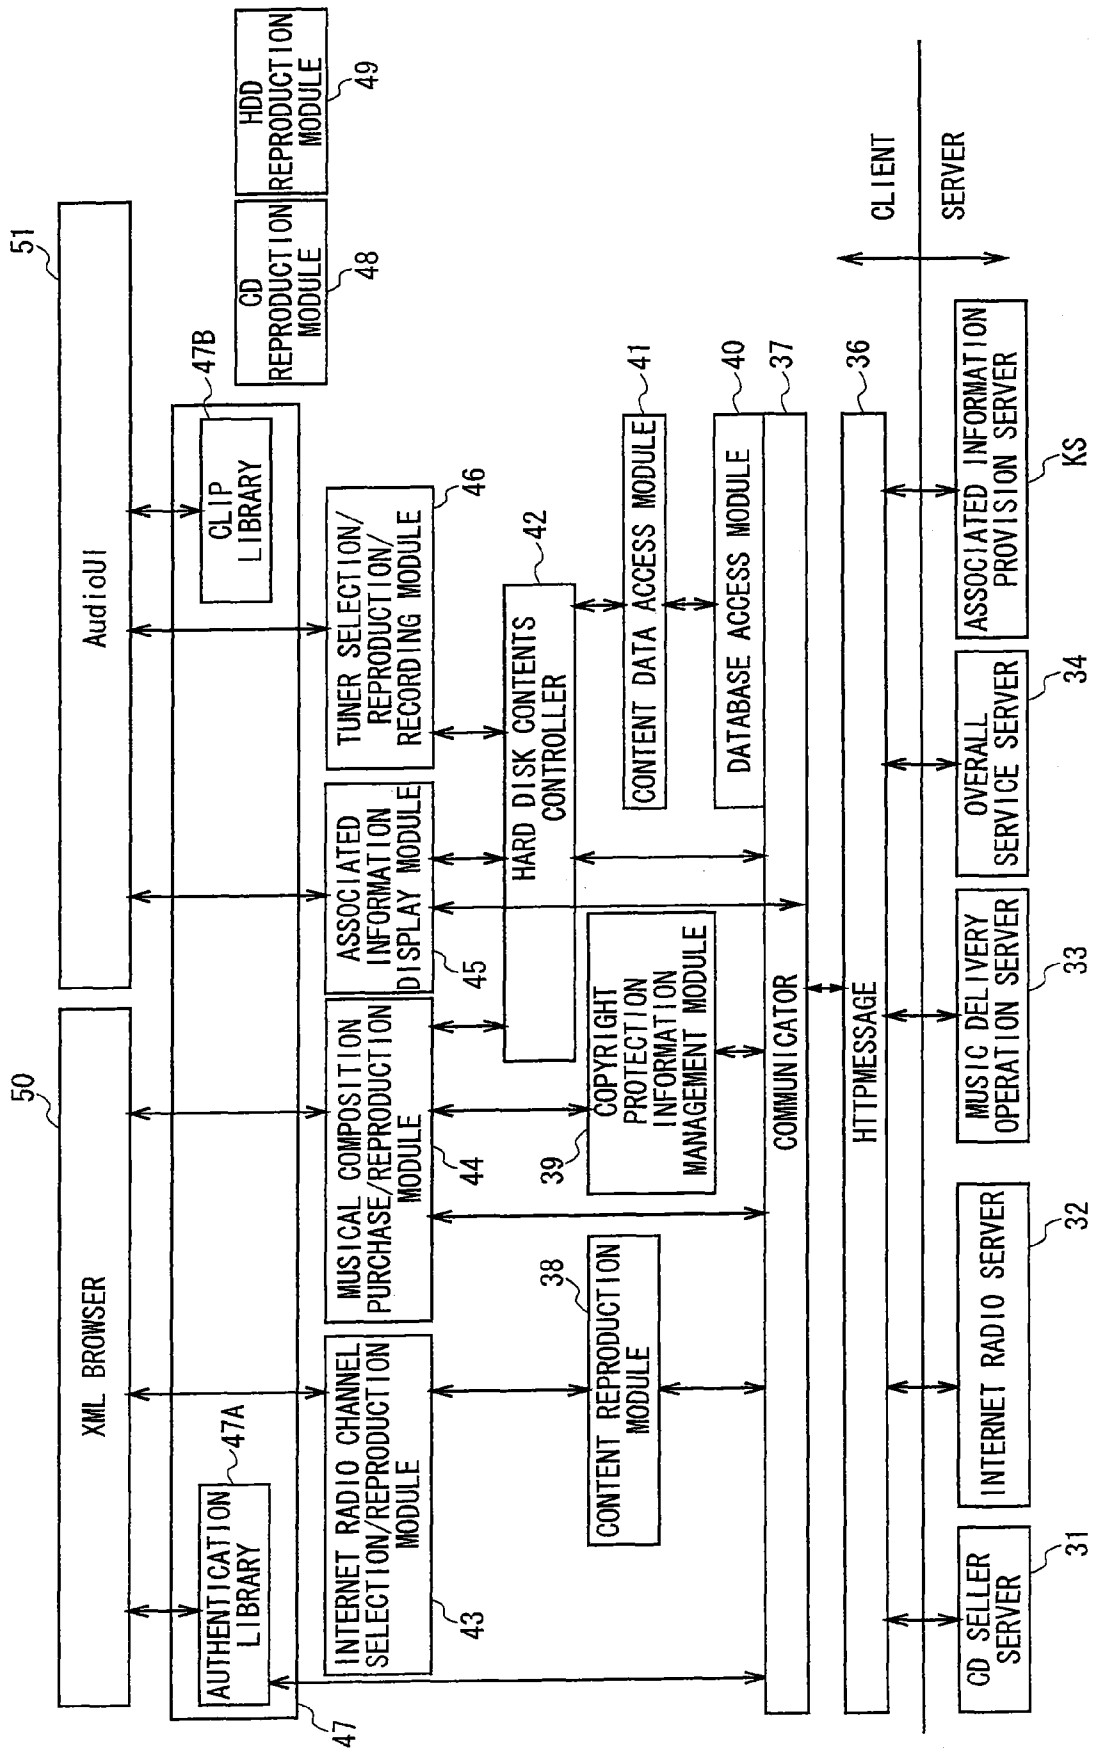 50
XML BROWSER
51
AudioUI
47
AUTHENTICATION
LIBRARY
47A
CLIP
LIBRARY
47B
CD
REPRODUCTION
MODULE
48
HDD
REPRODUCTION
MODULE
49
INTERNET RADIO CHANNEL
SELECTION/REPRODUCTION
MODULE
43
MUSICAL COMPOSITION
PURCHASE/REPRODUCTION
MODULE
44
ASSOCIATED
INFORMATION
DISPLAY MODULE
45
TUNER SELECTION/
REPRODUCTION/
RECORDING MODULE
46
HARD DISK CONTENTS
CONTROLLER
42
38
CONTENT REPRODUCTION
MODULE
39
COPYRIGHT
PROTECTION
INFORMATION
MANAGEMENT MODULE
CONTENT DATA ACCESS MODULE
41
DATABASE ACCESS MODULE
40
COMMUNICATOR
37
HTTPMESSAGE
36
CLIENT
SERVER
CD SELLER
SERVER
31
INTERNET RADIO SERVER
32
MUSIC DELIVERY
OPERATION SERVER
33
OVERALL
SERVICE SERVER
34
ASSOCIATED INFORMATION
PROVISION SERVER
KS